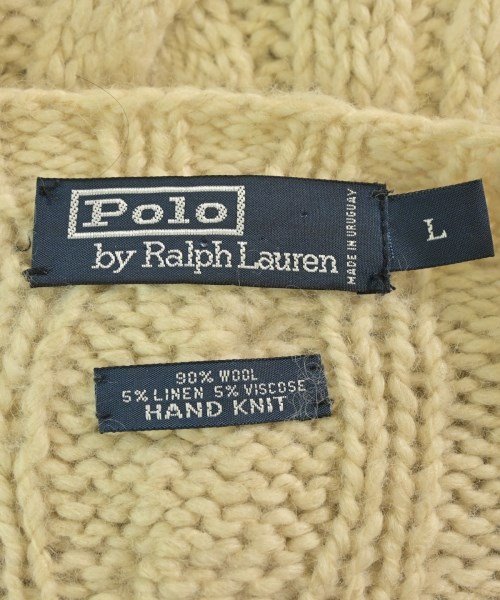 Polo
by Ralph Lauren
MADE IN URUGUAY
L
90% WOOL
5% LINEN 5% VISCOSE
HAND KNIT